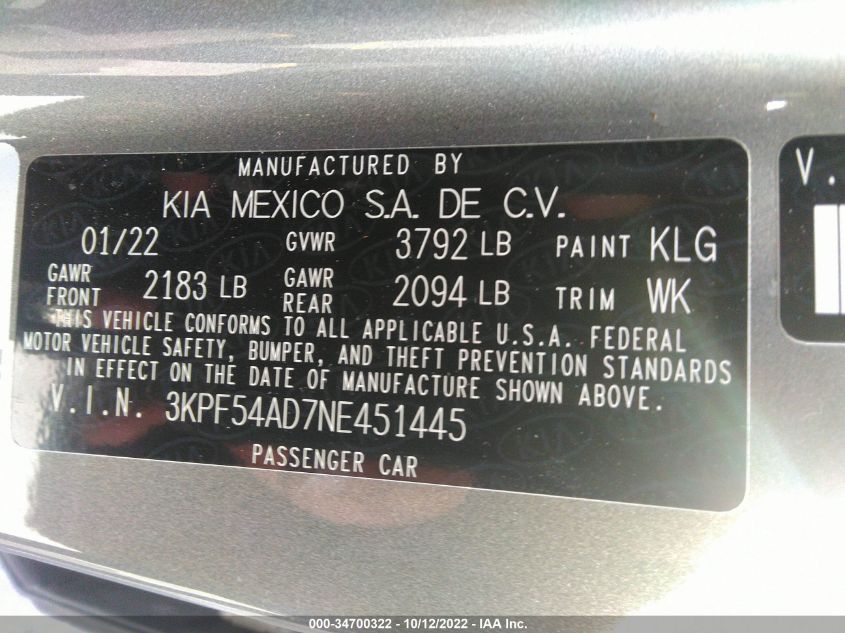 MANUFACTURED BY
KIA MEXICO S.A. DE C.V.
01/22 GVWR 3792 LB PAINT KLG
GAWR FRONT 2183 LB GAWR REAR 2094 LB TRIM WK
THIS VEHICLE CONFORMS TO ALL APPLICABLE U.S.A. FEDERAL
MOTOR VEHICLE SAFETY, BUMPER, AND THEFT PREVENTION STANDARDS
IN EFFECT ON THE DATE OF MANUFACTURE SHOWN ABOVE.
V.I.N. 3KPF54AD7NE451445
PASSENGER CAR
V.
000-34700322 - 10/12/2022 - IAA Inc.